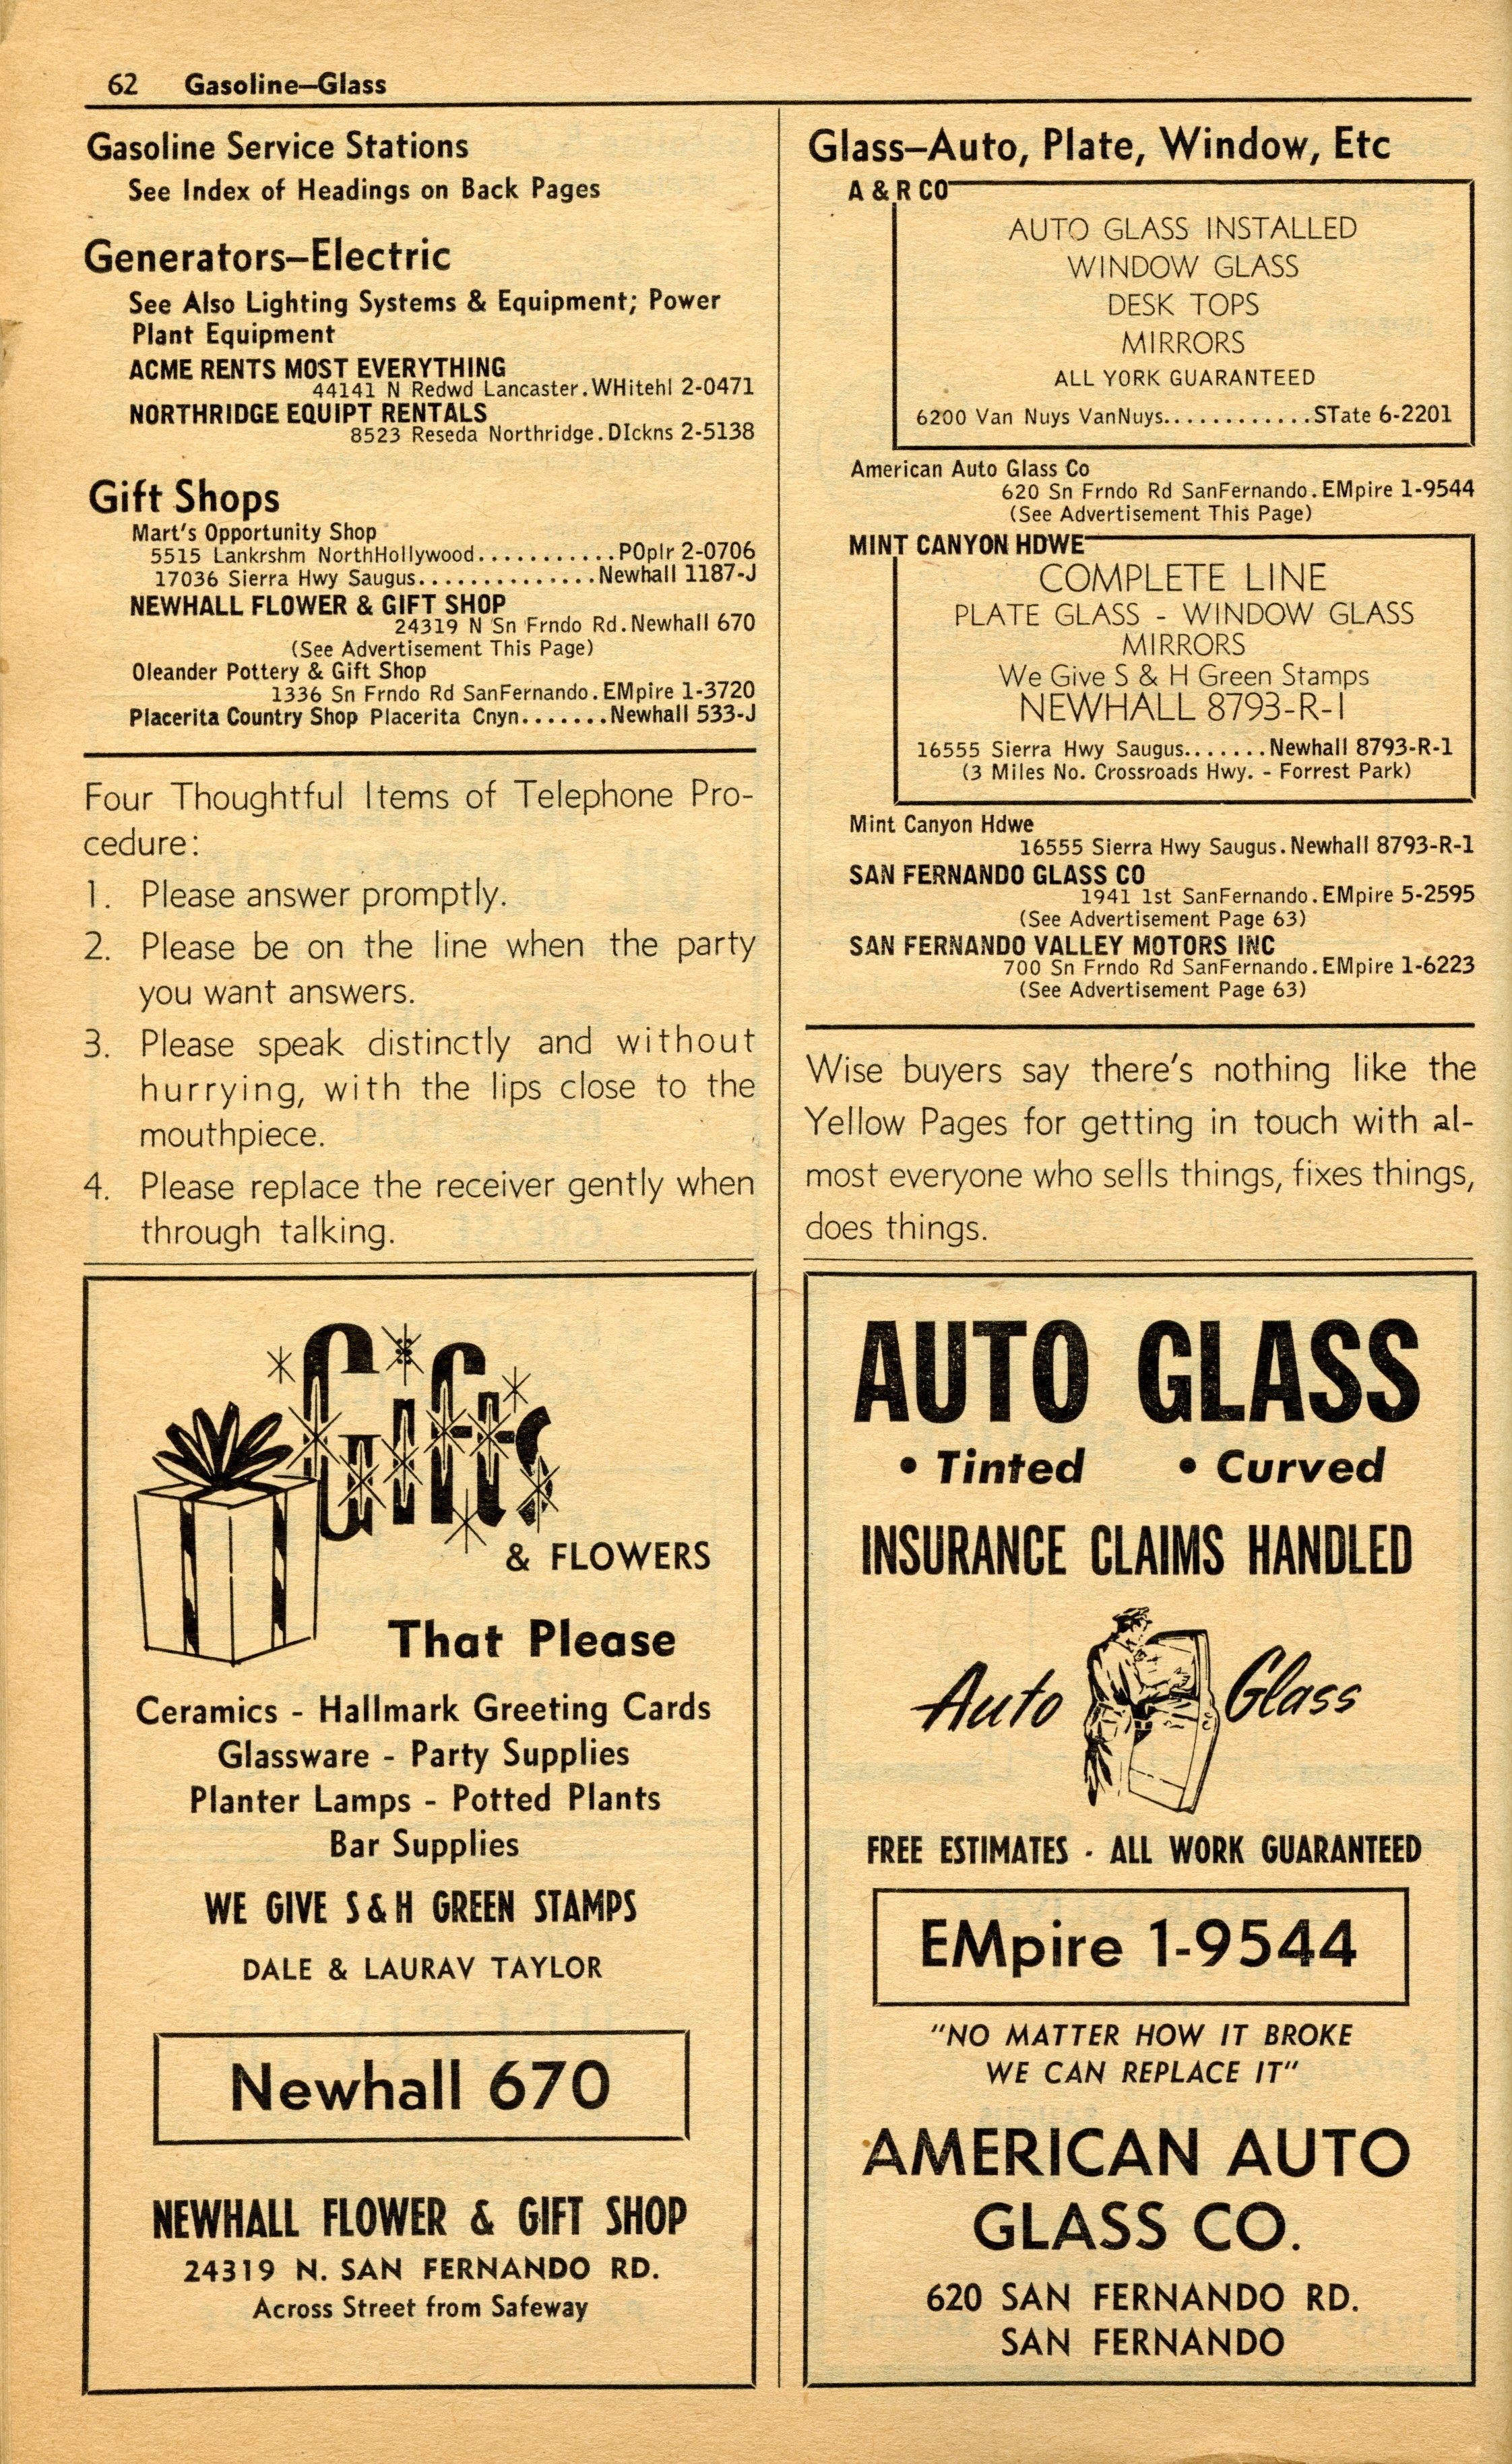 62 Gasoline—Glass
Gasoline Service Stations
See Index of Headings on Back Pages
Generators—Electric
See Also Lighting Systems & Equipment; Power
Plant Equipment
ACME RENTS MOST EVERYTHING
44141 N Redwd Lancaster.WHitehl 2-0471
NORTHRIDGE EQUIPT RENTALS
8523 Reseda Northridge.DIckns 2-5138
Gift Shops
Mart's Opportunity Shop
5515 Lankrshm NorthHollywood...........POplr 2-0706
17036 Sierra Hwy Saugus..............Newhall 1187-J
NEWHALL FLOWER & GIFT SHOP
24319 N Sn Frndo Rd.Newhall 670
(See Advertisement This Page)
Oleander Pottery & Gift Shop
1336 Sn Frndo Rd SanFernando.EMpire 1-3720
Placerita Country Shop Placerita Cnyn.......Newhall 533-J
Four Thoughtful Items of Telephone Pro-
cedure:
1. Please answer promptly.
2. Please be on the line when the party
you want answers.
3. Please speak distinctly and without
hurrying, with the lips close to the
mouthpiece.
4. Please replace the receiver gently when
through talking.
Gifts
& FLOWERS
That Please
Ceramics - Hallmark Greeting Cards
Glassware - Party Supplies
Planter Lamps - Potted Plants
Bar Supplies
WE GIVE S & H GREEN STAMPS
DALE & LAURAV TAYLOR
Newhall 670
NEWHALL FLOWER & GIFT SHOP
24319 N. SAN FERNANDO RD.
Across Street from Safeway
Glass—Auto, Plate, Window, Etc
A & R CO
AUTO GLASS INSTALLED
WINDOW GLASS
DESK TOPS
MIRRORS
ALL YORK GUARANTEED
6200 Van Nuys VanNuys............STate 6-2201
American Auto Glass Co
620 Sn Frndo Rd SanFernando.EMpire 1-9544
(See Advertisement This Page)
MINT CANYON HDWE
COMPLETE LINE
PLATE GLASS - WINDOW GLASS
MIRRORS
We Give S & H Green Stamps
NEWHALL 8793-R-1
16555 Sierra Hwy Saugus.......Newhall 8793-R-1
(3 Miles No. Crossroads Hwy. - Forrest Park)
Mint Canyon Hdwe
16555 Sierra Hwy Saugus.Newhall 8793-R-1
SAN FERNANDO GLASS CO
1941 1st SanFernando.EMpire 5-2595
(See Advertisement Page 63)
SAN FERNANDO VALLEY MOTORS INC
700 Sn Frndo Rd SanFernando.EMpire 1-6223
(See Advertisement Page 63)
Wise buyers say there's nothing like the
Yellow Pages for getting in touch with al-
most everyone who sells things, fixes things,
does things.
AUTO GLASS
• Tinted • Curved
INSURANCE CLAIMS HANDLED
Auto Glass
FREE ESTIMATES - ALL WORK GUARANTEED
EMpire 1-9544
"NO MATTER HOW IT BROKE
WE CAN REPLACE IT"
AMERICAN AUTO
GLASS CO.
620 SAN FERNANDO RD.
SAN FERNANDO